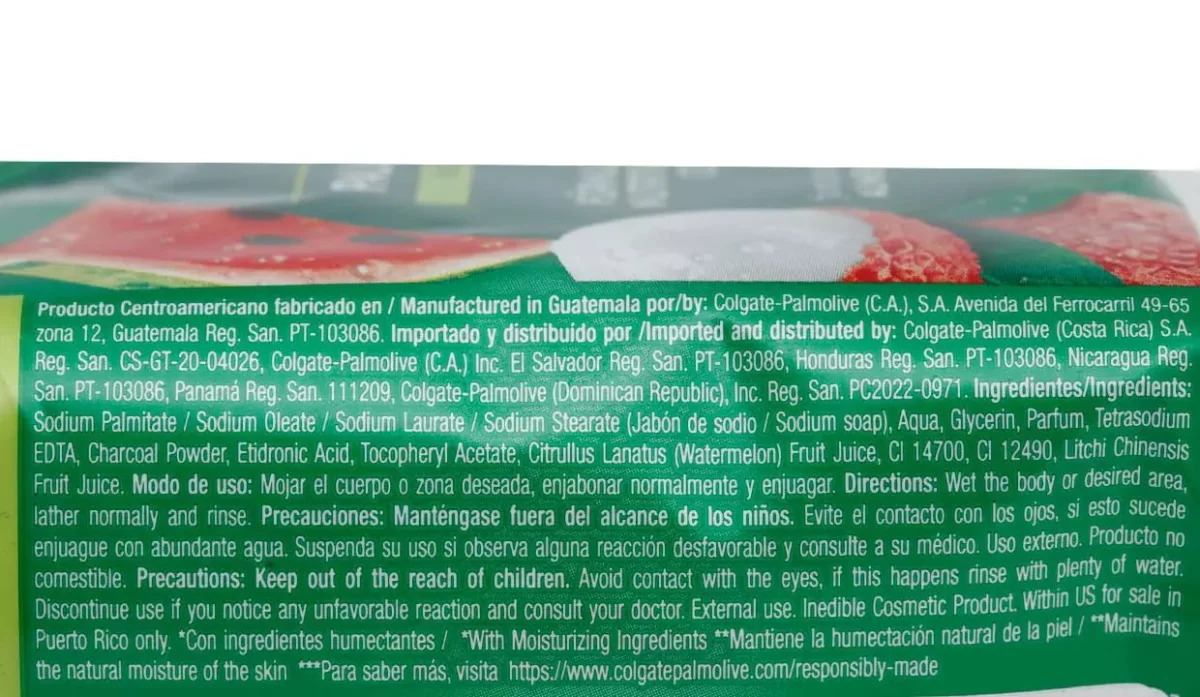 Producto Centroamericano fabricado en / Manufactured in Guatemala por/by: Colgate-Palmolive (C.A.), S.A. Avenida del Ferrocarril 49-65
zona 12, Guatemala Reg. San. PT-103086. Importado y distribuido por /Imported and distributed by: Colgate-Palmolive (Costa Rica) S.A.
Reg. San. CS-GT-20-04026, Colgate-Palmolive (C.A.) Inc. El Salvador Reg. San. PT-103086, Honduras Reg. San. PT-103086, Nicaragua Reg.
San. PT-103086, Panamá Reg. San. 111209, Colgate-Palmolive (Dominican Republic), Inc. Reg. San. PC2022-0971. Ingredientes/Ingredients:
Sodium Palmitate / Sodium Oleate / Sodium Laurate / Sodium Stearate (Jabón de sodio / Sodium soap), Aqua, Glycerin, Parfum, Tetrasodium
EDTA, Charcoal Powder, Etidronic Acid, Tocopheryl Acetate, Citrullus Lanatus (Watermelon) Fruit Juice, CI 14700, CI 12490, Litchi Chinensis
Fruit Juice. Modo de uso: Mojar el cuerpo o zona deseada, enjabonar normalmente y enjuagar. Directions: Wet the body or desired area,
lather normally and rinse. Precauciones: Manténgase fuera del alcance de los niños. Evite el contacto con los ojos, si esto sucede
enjuague con abundante agua. Suspenda su uso si observa alguna reacción desfavorable y consulte a su médico. Uso externo. Producto no
comestible. Precautions: Keep out of the reach of children. Avoid contact with the eyes, if this happens rinse with plenty of water.
Discontinue use if you notice any unfavorable reaction and consult your doctor. External use. Inedible Cosmetic Product. Within US for sale in
Puerto Rico only. *Con ingredientes humectantes / *With Moisturizing Ingredients **Mantiene la humectación natural de la piel / **Maintains
the natural moisture of the skin ***Para saber más, visita https://www.colgatepalmolive.com/responsibly-made